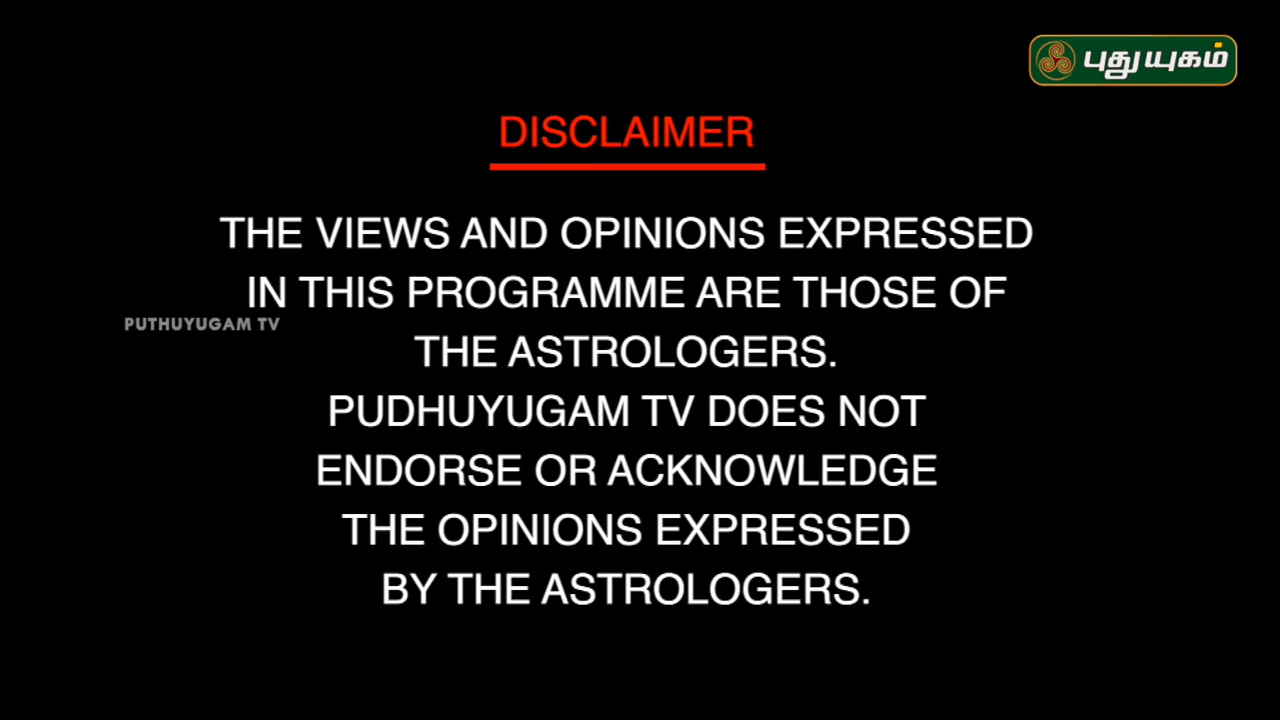 புதுயுகம்
DISCLAIMER
THE VIEWS AND OPINIONS EXPRESSED
IN THIS PROGRAMME ARE THOSE OF
PUTHUYUGAM TV
THE ASTROLOGERS.
PUDHUYUGAM TV DOES NOT
ENDORSE OR ACKNOWLEDGE
THE OPINIONS EXPRESSED
BY THE ASTROLOGERS.